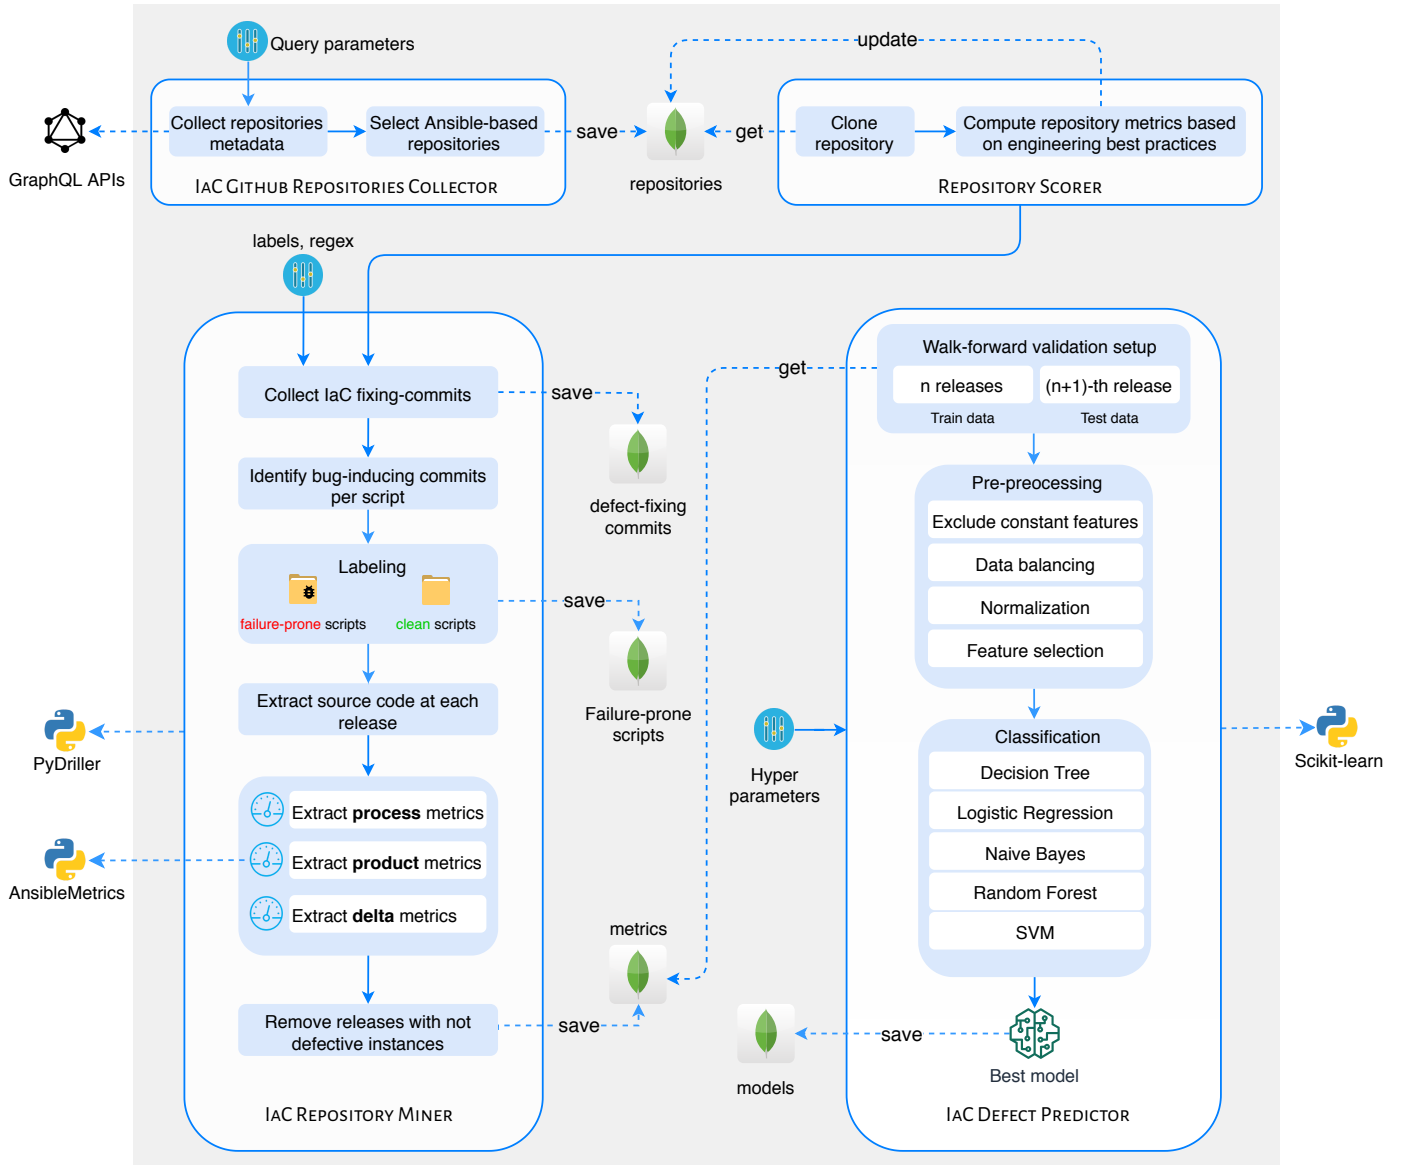 Query parameters
update
Collect repositories
metadata
Select Ansible-based
repositories
save
get
Clone
repository
Compute repository metrics based
on engineering best practices
GraphQL APIs
IaC Github Repositories Collector
repositories
Repository Scorer
labels, regex
Walk-forward validation setup
get
n releases
(n+1)-th release
Train data
Test data
Collect IaC fixing-commits
save
Identify bug-inducing commits
per script
defect-fixing
commits
Pre-preocessing
Exclude constant features
Data balancing
Normalization
Feature selection
Labeling
failure-prone scripts
clean scripts
save
Extract source code at each
release
Failure-prone
scripts
PyDriller
Hyper
parameters
Scikit-learn
Classification
Decision Tree
Logistic Regression
Naive Bayes
Random Forest
SVM
Extract process metrics
Extract product metrics
Extract delta metrics
AnsibleMetrics
metrics
Remove releases with not
defective instances
save
save
models
Best model
IaC Repository Miner
IaC Defect Predictor